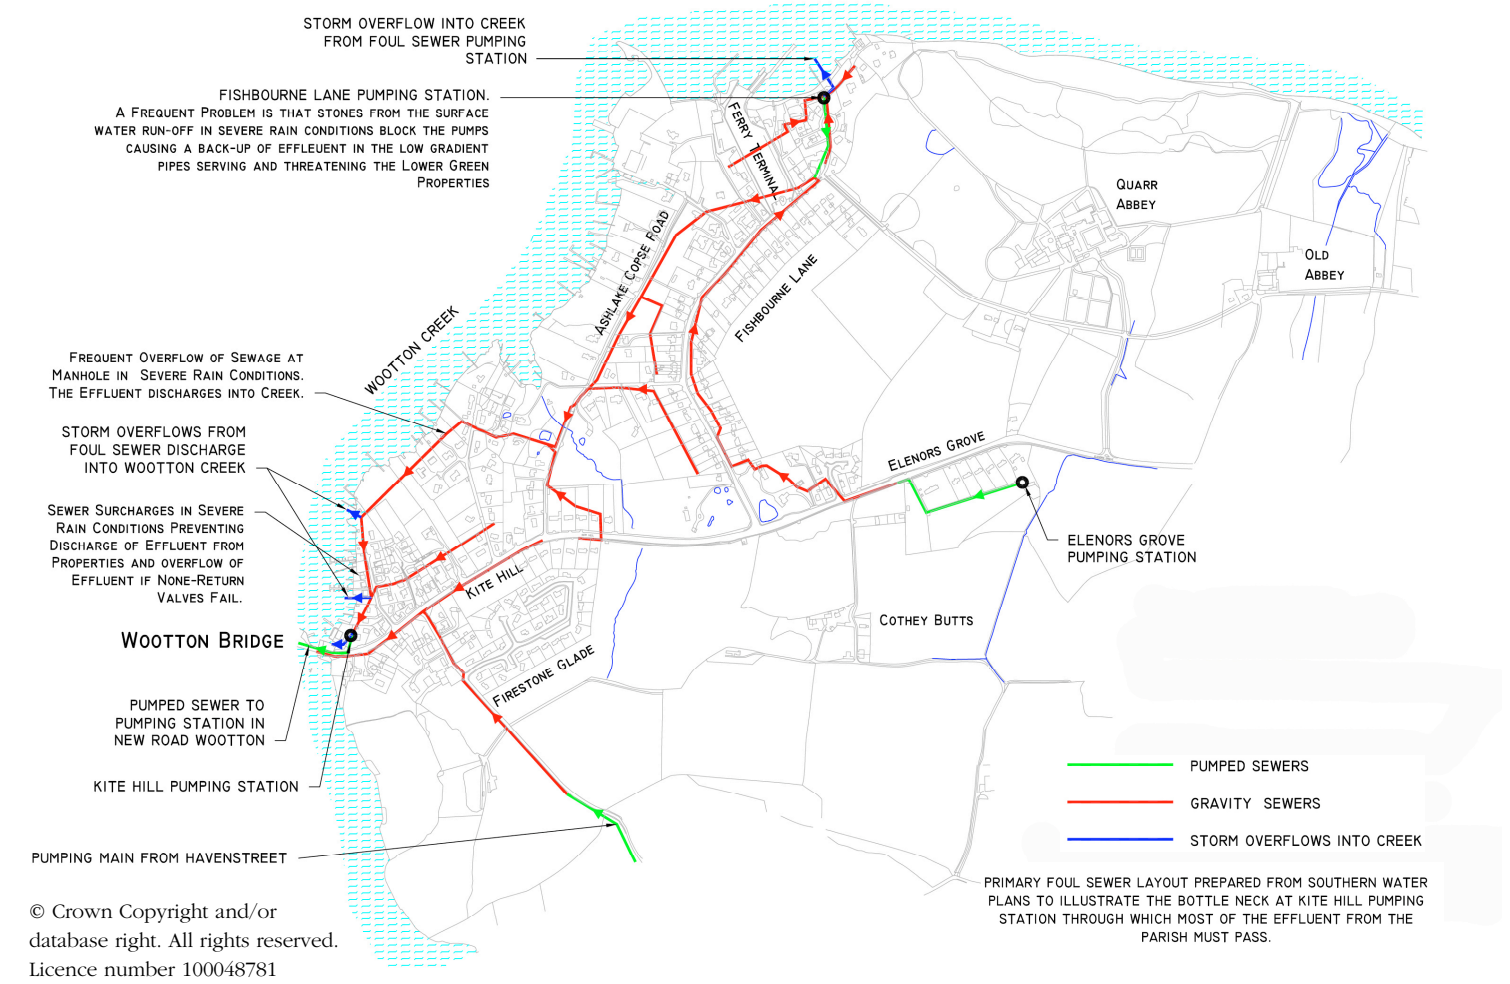 STORM OVERFLOW INTO CREEK
FROM FOUL SEWER PUMPING
STATION
FISHBOURNE LANE PUMPING STATION.
A FREQUENT PROBLEM IS THAT STONES FROM THE SURFACE
WATER RUN-OFF IN SEVERE RAIN CONDITIONS BLOCK THE PUMPS
CAUSING A BACK-UP OF EFFLEUENT IN THE LOW GRADIENT
PIPES SERVING AND THREATENING THE LOWER GREEN
PROPERTIES
FERRY TERMINAL
QUARR
ABBEY
OLD
ABBEY
ASHLAKE COPSE ROAD
FISHBOURNE LANE
WOOTTON CREEK
FREQUENT OVERFLOW OF SEWAGE AT
MANHOLE IN SEVERE RAIN CONDITIONS.
THE EFFLUENT DISCHARGES INTO CREEK.
STORM OVERFLOWS FROM
FOUL SEWER DISCHARGE
INTO WOOTTON CREEK
ELENORS GROVE
SEWER SURCHARGES IN SEVERE
RAIN CONDITIONS PREVENTING
DISCHARGE OF EFFLUENT FROM
PROPERTIES AND OVERFLOW OF
EFFLUENT IF NONE-RETURN
VALVES FAIL.
ELENORS GROVE
PUMPING STATION
KITE HILL
COTHEY BUTTS
WOOTTON BRIDGE
FIRESTONE GLADE
PUMPED SEWER TO
PUMPING STATION IN
NEW ROAD WOOTTON
KITE HILL PUMPING STATION
PUMPED SEWERS
GRAVITY SEWERS
STORM OVERFLOWS INTO CREEK
PUMPING MAIN FROM HAVENSTREET
PRIMARY FOUL SEWER LAYOUT PREPARED FROM SOUTHERN WATER
PLANS TO ILLUSTRATE THE BOTTLE NECK AT KITE HILL PUMPING
STATION THROUGH WHICH MOST OF THE EFFLUENT FROM THE
PARISH MUST PASS.
© Crown Copyright and/or
database right. All rights reserved.
Licence number 100048781